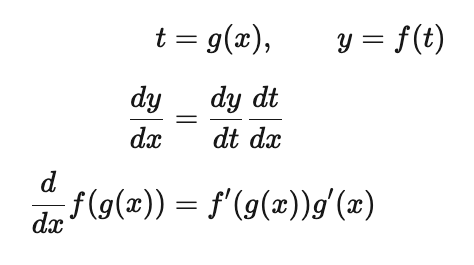 t = g(x), y = f(t)
dy/dx = dy/dt dt/dx
d/dx f(g(x)) = f′(g(x))g′(x)